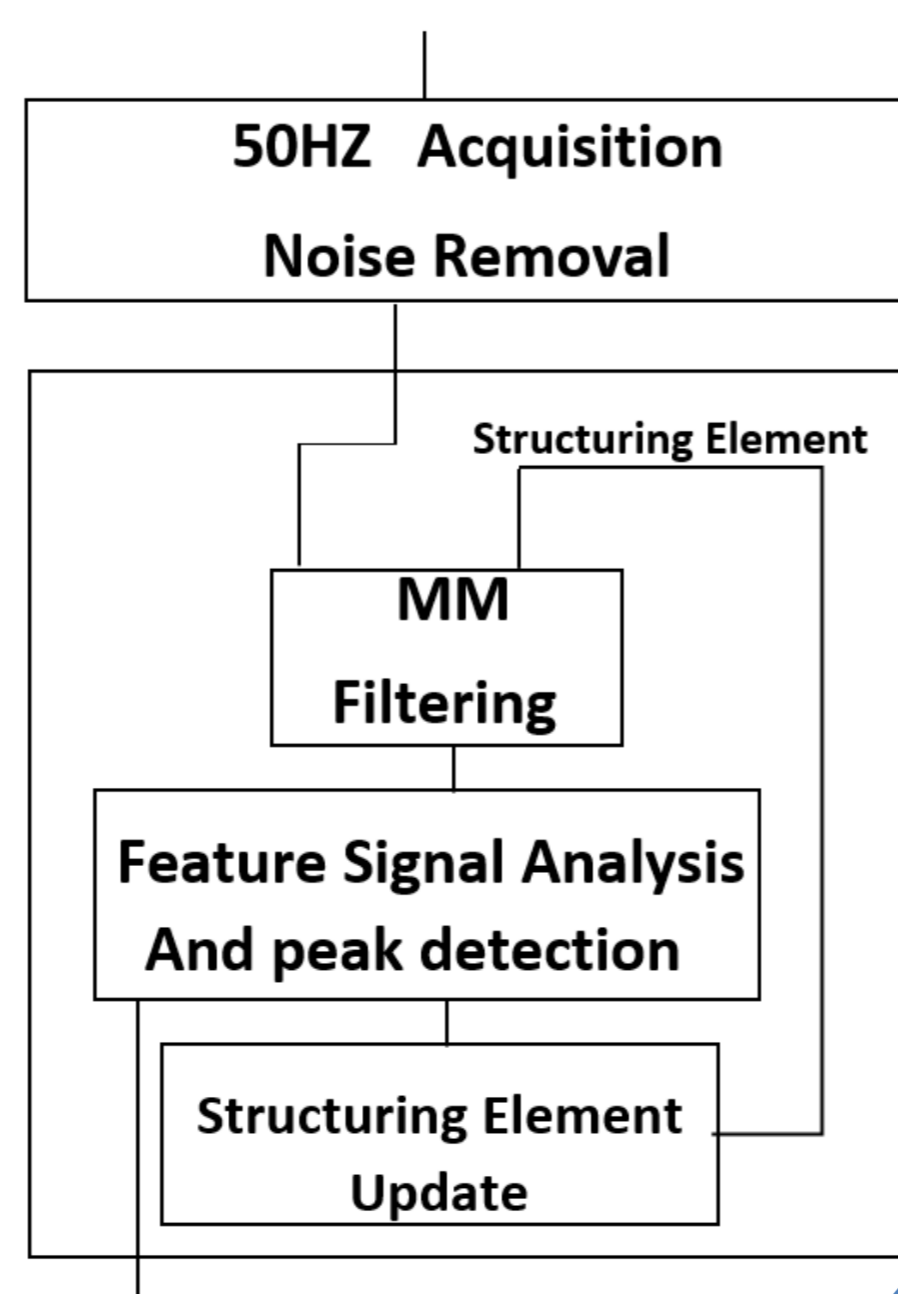 50HZ Acquisition
Noise Removal
Structuring Element
MM
Filtering
Feature Signal Analysis
And peak detection
Structuring Element
Update